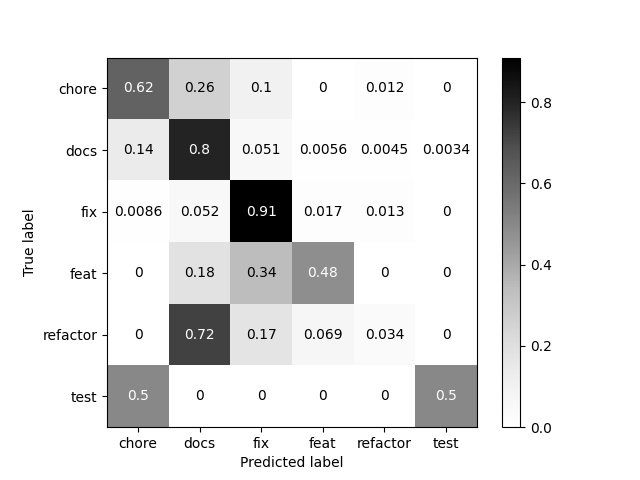 chore 0.62 0.26 0.1 0 0.012 0
0.8
docs 0.14 0.8 0.051 0.0056 0.0045 0.0034
0.6
fix 0.0086 0.052 0.91 0.017 0.013 0
True label
0.4
feat 0 0.18 0.34 0.48 0 0
refactor 0 0.72 0.17 0.069 0.034 0
0.2
test 0.5 0 0 0 0 0.5
0.0
chore docs fix feat refactor test
Predicted label